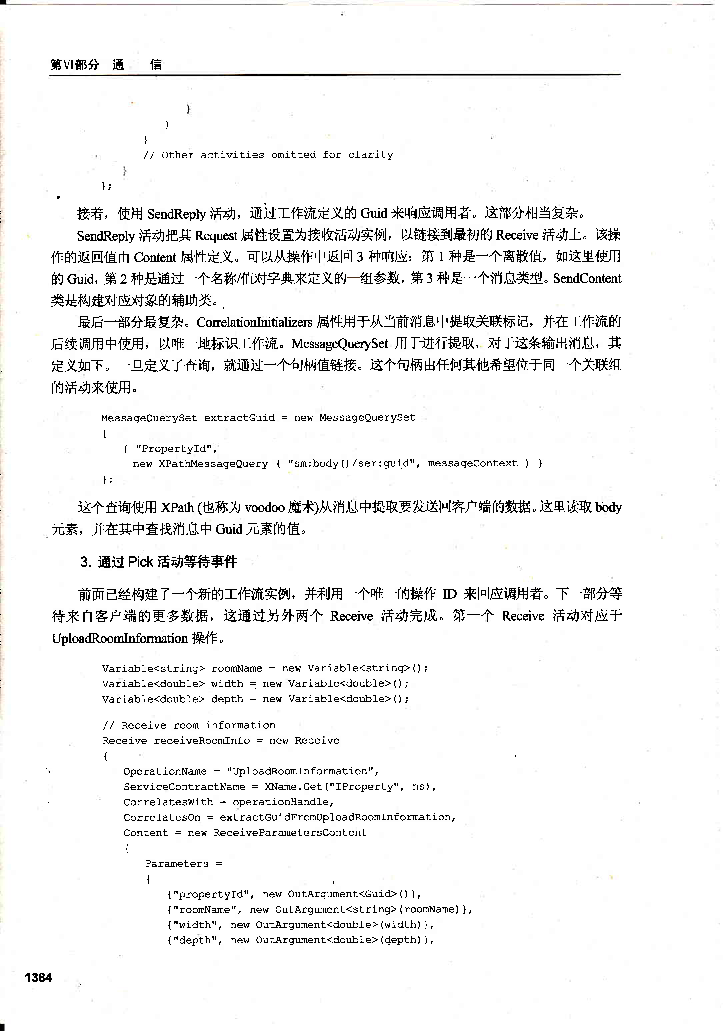 第VI部分 通 信
}
}
}
// Other activities omitted for clarity
}
};
接着，使用 SendReply 活动，通过工作流定义的 Guid 来响应调用者。这部分相当复杂。
SendReply 活动把其 Request 属性设置为接收活动实例，以链接到最初的 Receive 活动上。该操
作的返回值由 Content 属性定义。可以从操作中返回 3 种响应：第 1 种是一个离散值，如这里使用
的 Guid，第 2 种是通过一个名称/值对字典来定义的一组参数，第 3 种是一个消息类型。SendContent
类是构建对应对象的辅助类。
最后一部分最复杂。CorrelationInitializers 属性用于从当前消息中提取关联标记，并在工作流的
后续调用中使用，以唯一地标识工作流。MessageQuerySet 用于进行提取，对于这条输出消息，其
定义如下。一旦定义了查询，就通过一个句柄值链接。这个句柄由任何其他希望位于同一个关联组
的活动来使用。
MessageQuerySet extractGuid = new MessageQuerySet
{
{ "PropertyId",
new XPathMessageQuery ( "sm:body()/ser:guid", messageContext ) }
};
这个查询使用 XPath (也称为 voodoo 魔术)从消息中提取要发送回客户端的数据。这里读取 body
元素，并在其中查找消息中 Guid 元素的值。
3. 通过 Pick 活动等待事件
前面已经构建了一个新的工作流实例，并利用一个唯一的操作 ID 来回应调用者。下一部分等
待来自客户端的更多数据，这通过另外两个 Receive 活动完成。第一个 Receive 活动对应于
UploadRoomInformation 操作。
Variable<string> roomName = new Variable<string>();
Variable<double> width = new Variable<double>();
Variable<double> depth = new Variable<double>();
// Receive room information
Receive receiveRoomInfo = new Receive
{
OperationName = "UploadRoomInformation",
ServiceContractName = XName.Get("IProperty", ns),
CorrelatesWith = operationHandle,
CorrelatesOn = extractGuidFromUploadRoomInformation,
Content = new ReceiveParametersContent
{
Parameters =
{
{"propertyId", new OutArgument<Guid>()},
{"roomName", new OutArgument<string>(roomName)},
{"width", new OutArgument<double>(width)},
{"depth", new OutArgument<double>(depth)},
1384